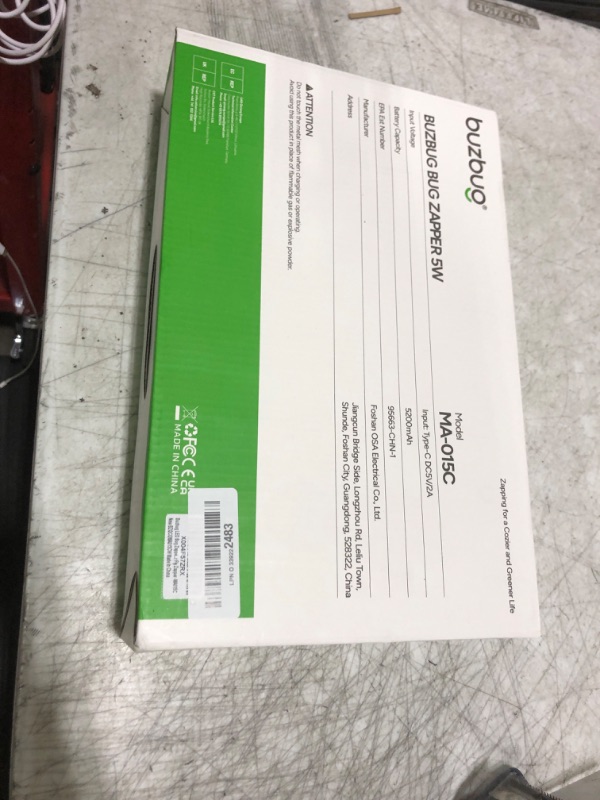 buzbug®
Zapping for a Cozier and Greener Life
BUZBUG BUG ZAPPER 5W
Model
MA-015C
Input Voltage
Input: Type-C DC5V/2A
Battery Capacity
5200mAh
EPA Est Number
95663-CHN-1
Manufacturer
Foshan OSA Electrical Co., Ltd.
Address
Jiangcun Bridge Side, Longzhou Rd, Leliu Town,
Shunde, Foshan City, Guangdong, 528322, China
ATTENTION
Do not touch the metal mesh when charging or operating.
Avoid using this product in place of flammable gas or explosive powder.
FC CE
MADE IN CHINA
2483